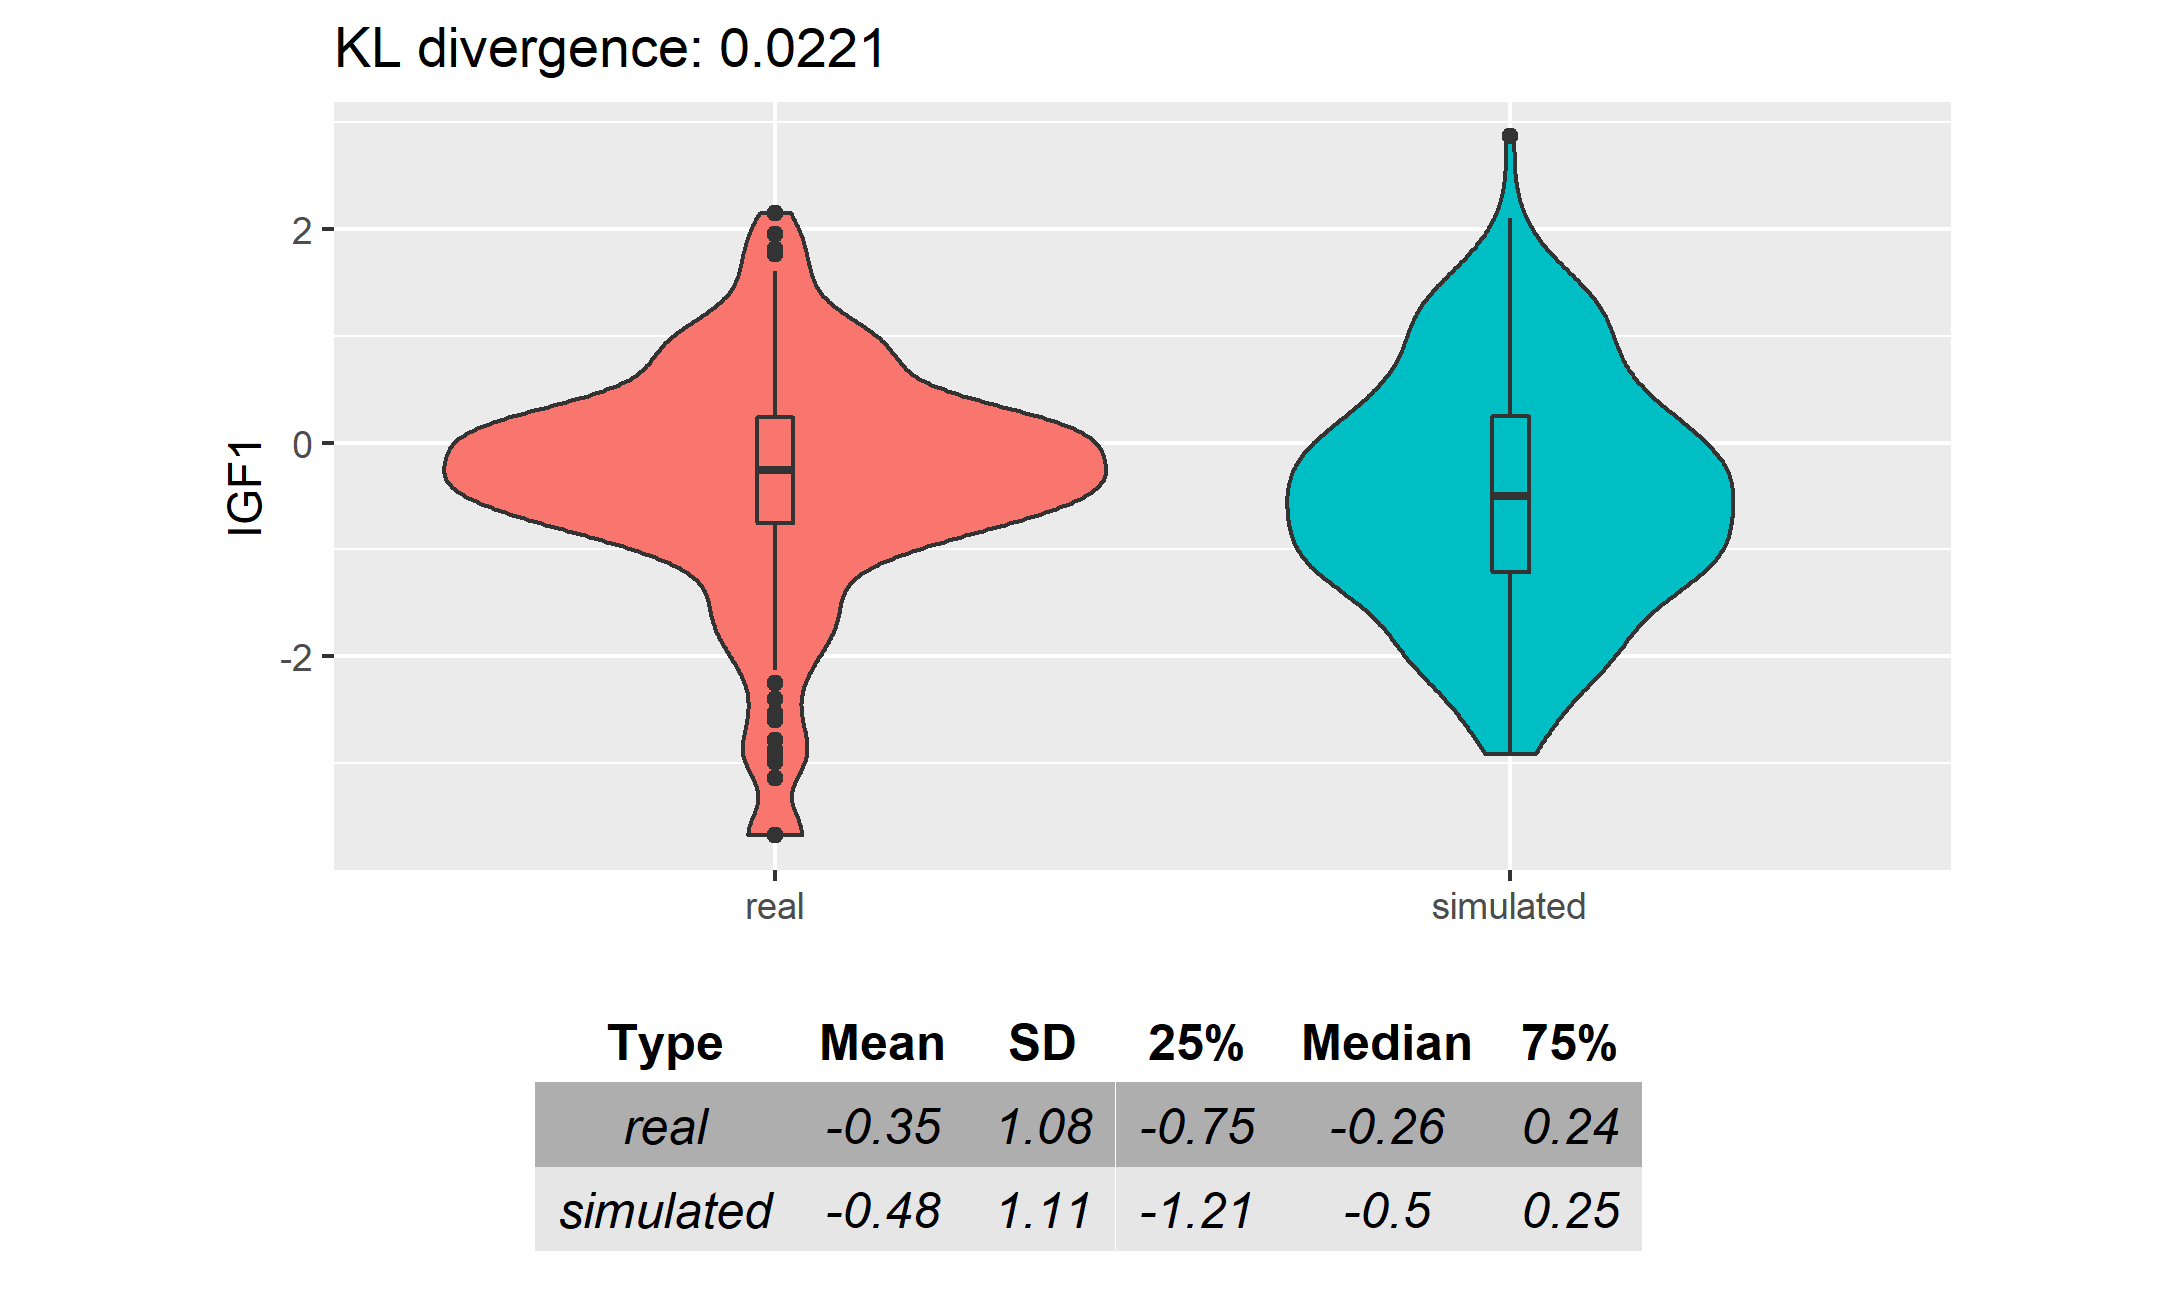 KL divergence: 0.0221
2
0
-2
IGF1
real simulated
Type Mean SD 25% Median 75%
real -0.35 1.08 -0.75 -0.26 0.24
simulated -0.48 1.11 -1.21 -0.5 0.25